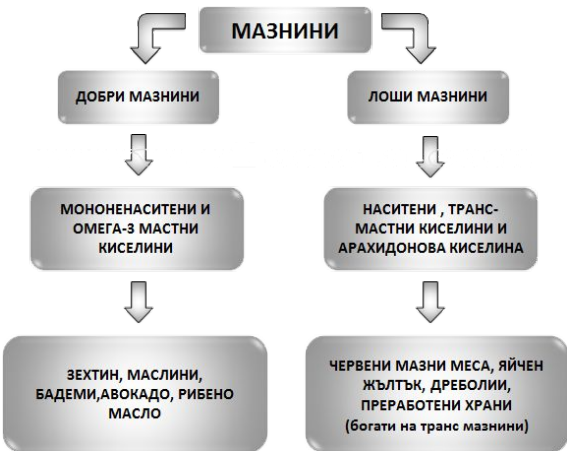 МАЗНИНИ
ДОБРИ МАЗНИНИ
ЛОШИ МАЗНИНИ
МОНОНЕНАСИТЕНИ И
ОМЕГА-3 МАСТНИ
КИСЕЛИНИ
НАСИТЕНИ , ТРАНС-
МАСТНИ КИСЕЛИНИ И
АРАХИДОНОВА КИСЕЛИНА
ЗЕХТИН, МАСЛИНИ,
БАДЕМИ,АВОКАДО, РИБЕНО
МАСЛО
ЧЕРВЕНИ МАЗНИ МЕСА, ЯЙЧЕН
ЖЪЛТЪК, ДРЕБОЛИИ,
ПРЕРАБОТЕНИ ХРАНИ
(богати на транс мазнини)